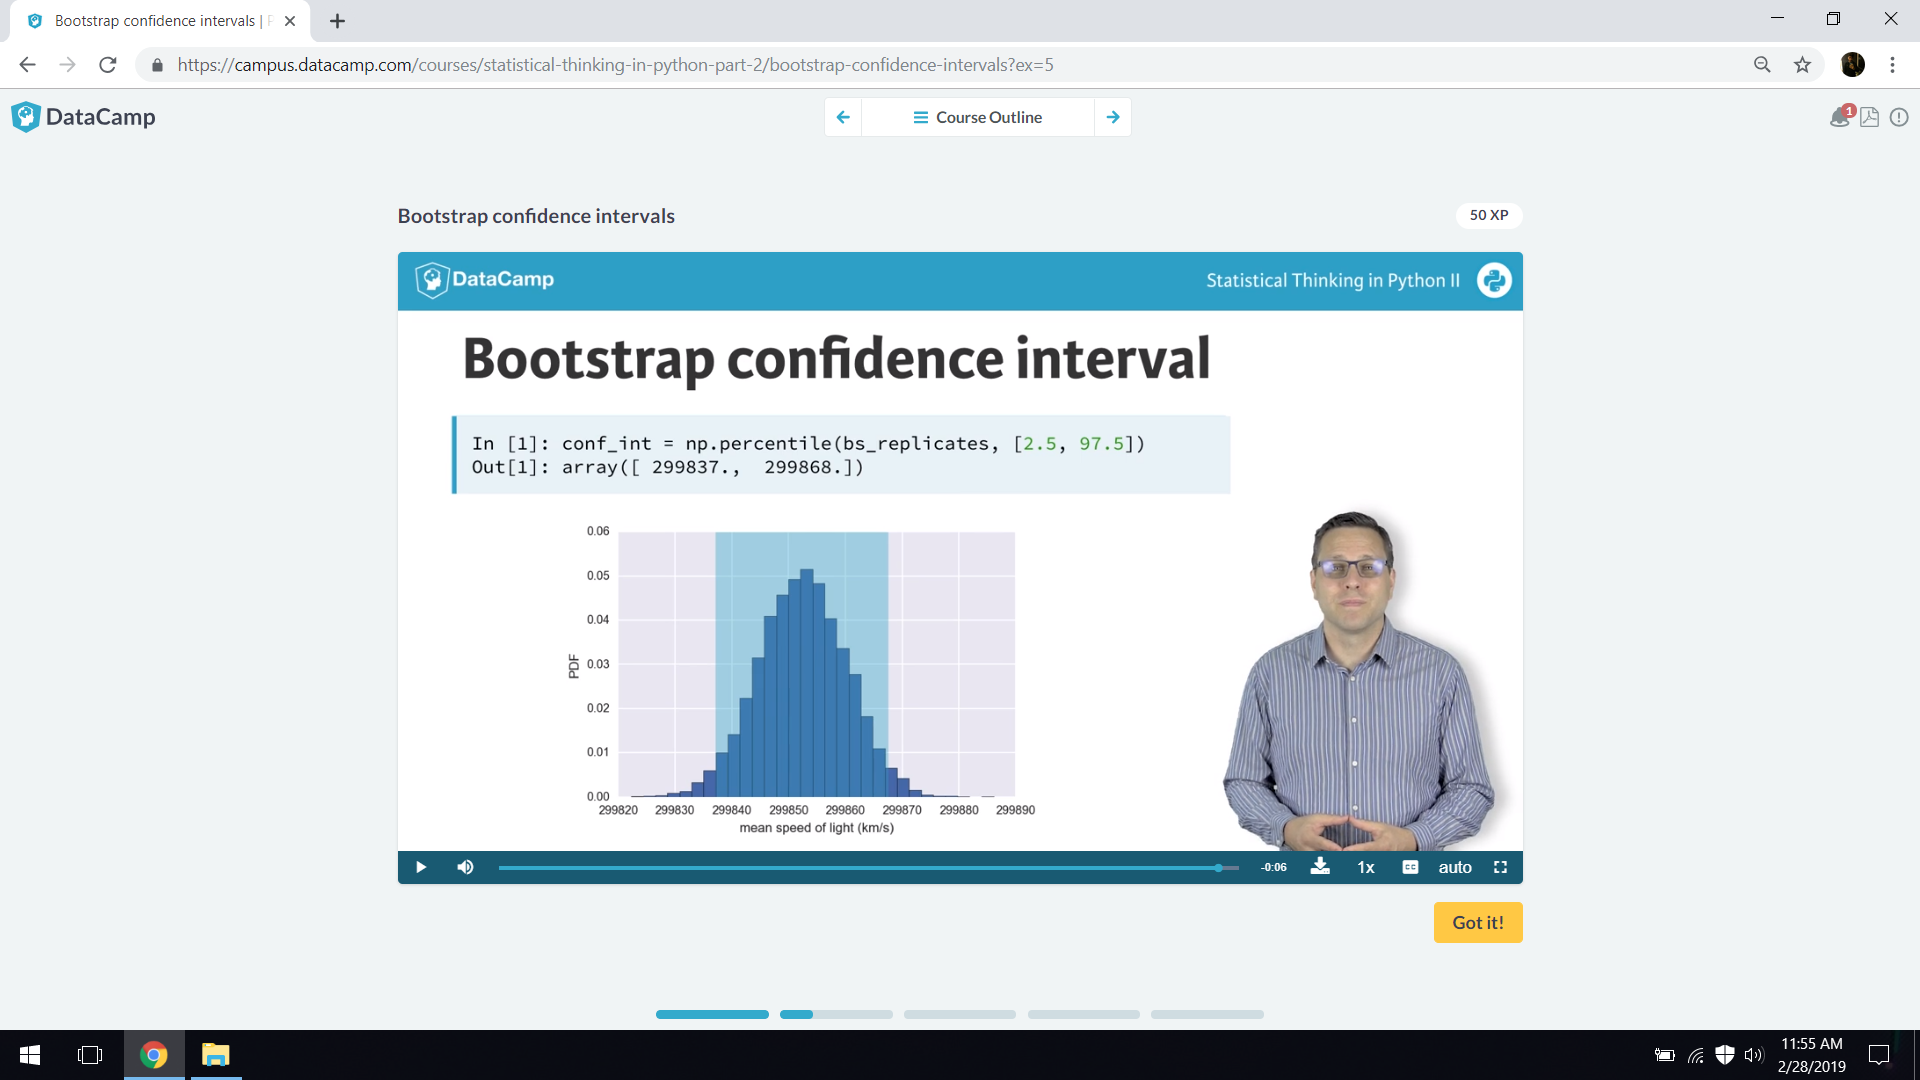 Bootstrap confidence intervals |
https://campus.datacamp.com/courses/statistical-thinking-in-python-part-2/bootstrap-confidence-intervals?ex=5
DataCamp
Course Outline
1
Bootstrap confidence intervals
50 XP
DataCamp
Statistical Thinking in Python II
Bootstrap confidence interval
In [1]: conf_int = np.percentile(bs_replicates, [2.5, 97.5])
Out[1]: array([ 299837.,  299868.])
0.06
0.05
0.04
0.03
0.02
0.01
0.00
PDF
299820 299830 299840 299850 299860 299870 299880 299890
mean speed of light (km/s)
-0:06
1x
CC
auto
Got it!
11:55 AM
2/28/2019